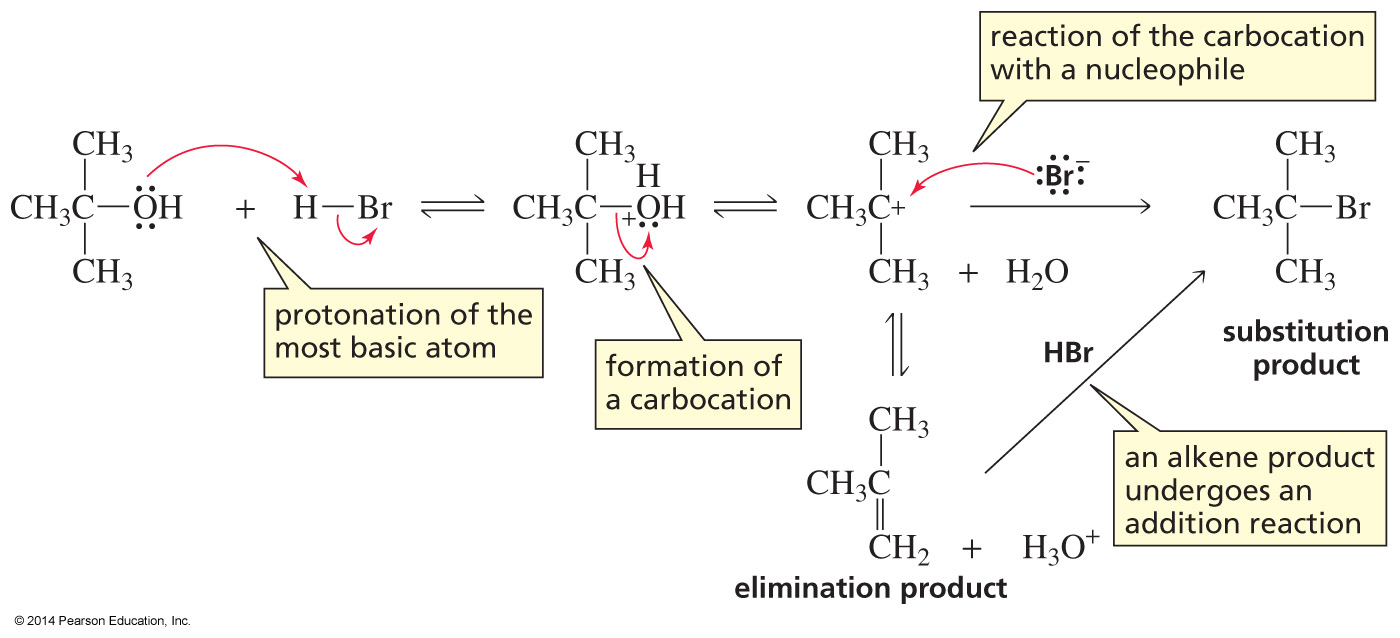 reaction of the carbocation
with a nucleophile
CH₃ CH₃ CH₃ CH₃
H :Br:⁻
CH₃C—OH + H—Br ⇌ CH₃C—OH ⇌ CH₃C+ → CH₃C—Br
+
CH₃ CH₃ CH₃ + H₂O CH₃
protonation of the
most basic atom
formation of
a carbocation
substitution
product
HBr
CH₃
an alkene product
undergoes an
addition reaction
CH₃C
CH₂ + H₃O⁺
elimination product
© 2014 Pearson Education, Inc.